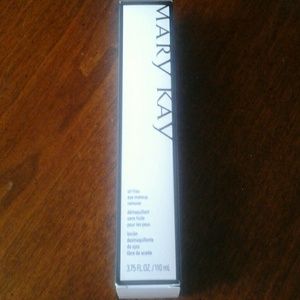 MARY KAY
oil-free
eye makeup
remover
démaquillant
sans huile
pour les yeux
loción
desmaquillante
de ojos
libre de aceite
3.75 FL. OZ. / 110 mL